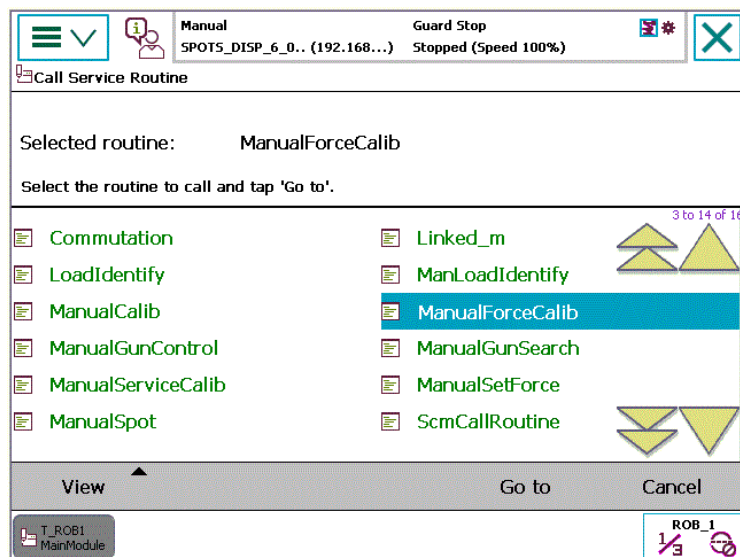 Manual
Guard Stop
SPOTS_DISP_6_0.. (192.168...)
Stopped (Speed 100%)
Call Service Routine
Selected routine: ManualForceCalib
Select the routine to call and tap 'Go to'.
3 to 14 of 16
Commutation
Linked_m
LoadIdentify
ManLoadIdentify
ManualCalib
ManualForceCalib
ManualGunControl
ManualGunSearch
ManualServiceCalib
ManualSetForce
ManualSpot
ScmCallRoutine
View
Go to
Cancel
T_ROB1
MainModule
ROB_1
1/3